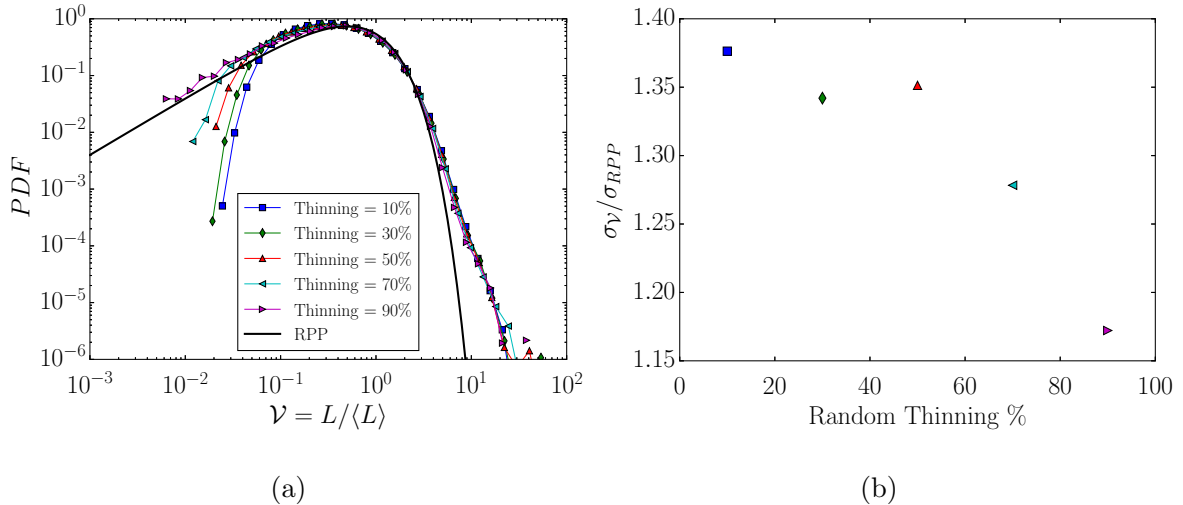 10^0
10^{-1}
10^{-2}
10^{-3}
10^{-4}
10^{-5}
10^{-6}
PDF
Thinning = 10%
Thinning = 30%
Thinning = 50%
Thinning = 70%
Thinning = 90%
RPP
10^{-3} 10^{-2} 10^{-1} 10^0 10^1 10^2
𝒱 = L/⟨L⟩
(a)
1.40
1.35
1.30
1.25
1.20
1.15
σ_𝒱/σ_{RPP}
0 20 40 60 80 100
Random Thinning %
(b)